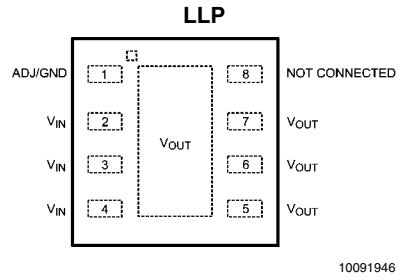 LLP
ADJ/GND 1 8 NOT CONNECTED
VIN 2 7 VOUT
VOUT
VIN 3 6 VOUT
VIN 4 5 VOUT
10091946